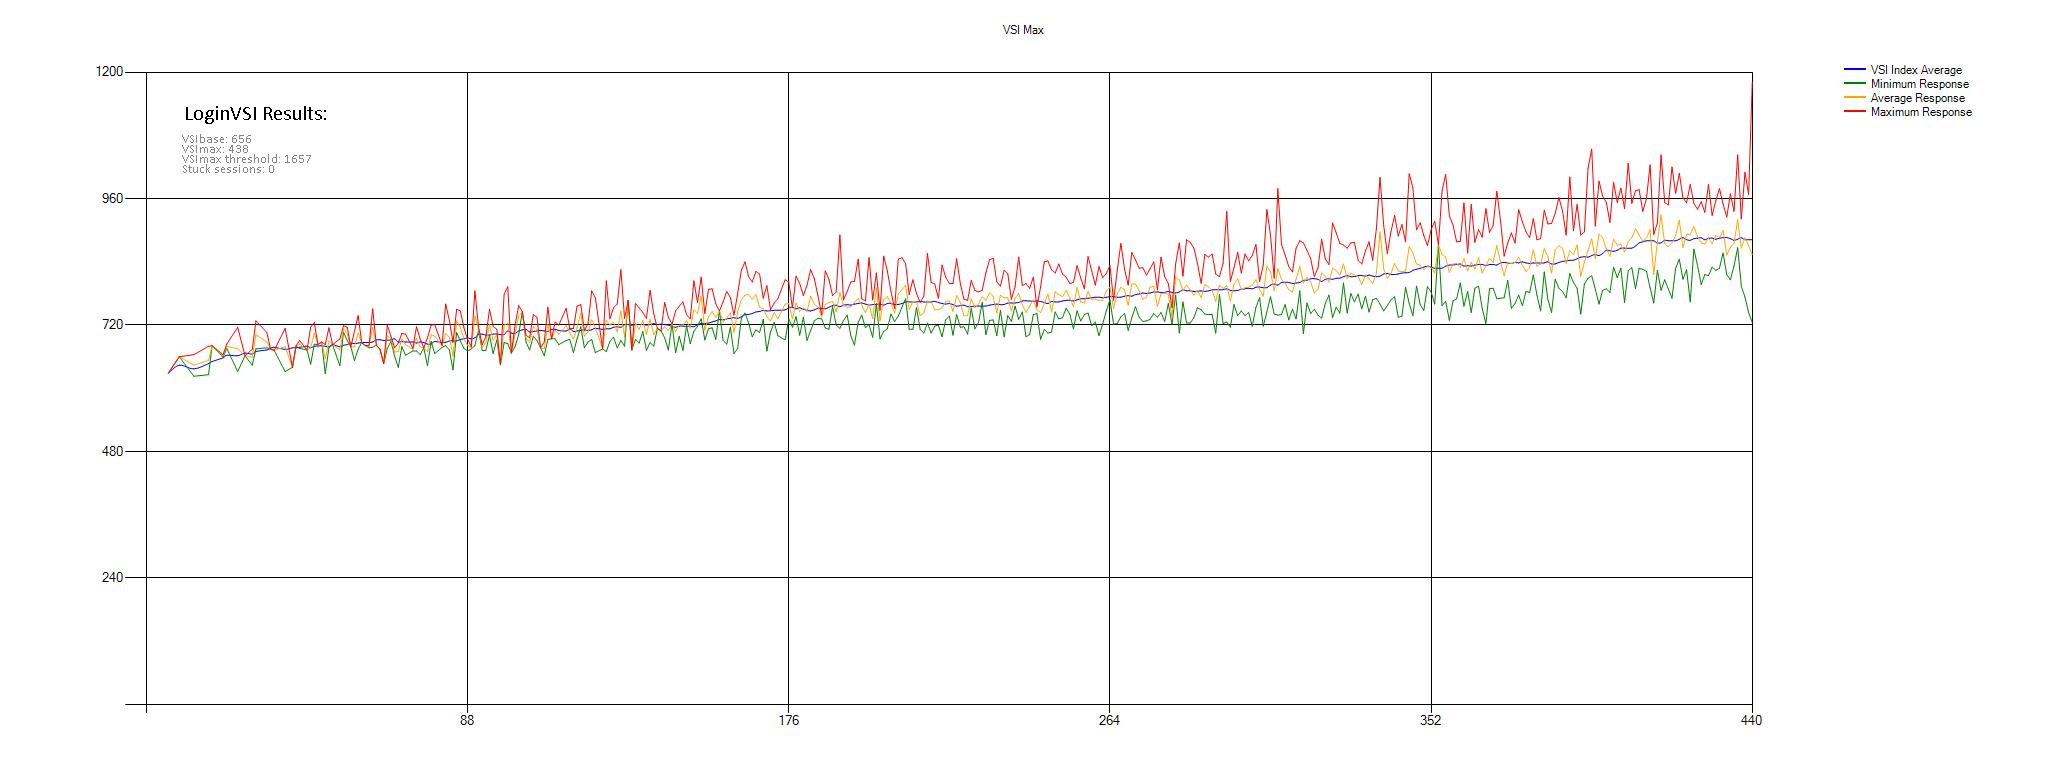 VSI Max
1200
960
720
480
240
88
176
264
352
440
LoginVSI Results:
VSIbase: 656
VSImax: 438
VSImax threshold: 1657
Stuck sessions: 0
VSI Index Average
Minimum Response
Average Response
Maximum Response